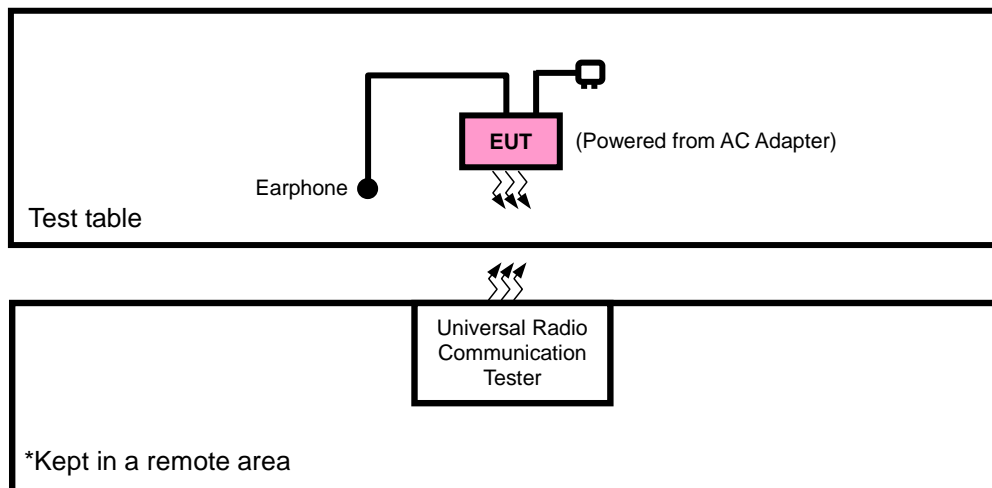 EUT
(Powered from AC Adapter)
Earphone
Test table
Universal Radio
Communication
Tester
*Kept in a remote area